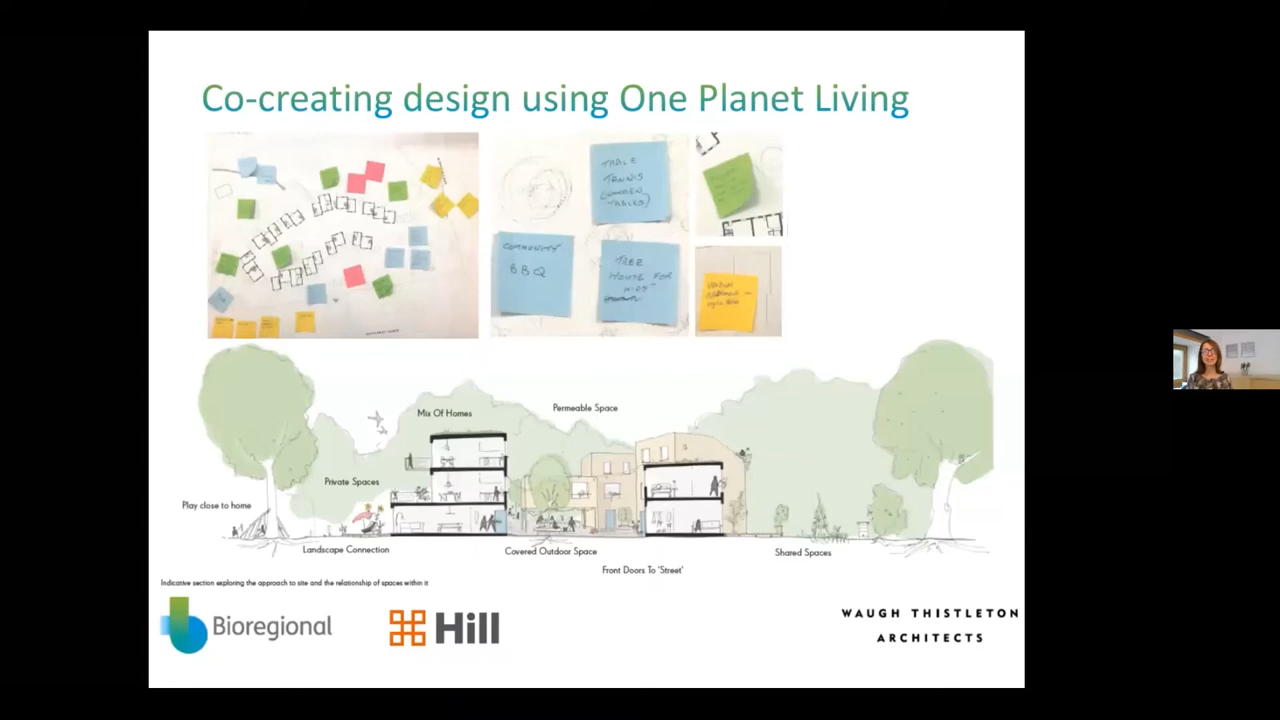 Co-creating design using One Planet Living
TABLE
TENNIS
(WOODEN
TABLES)
COMMUNITY
BBQ
TREE
HOUSE FOR
KIDS
Mix Of Homes
Permeable Space
Private Spaces
Play close to home
Landscape Connection
Covered Outdoor Space
Shared Spaces
Front Doors To 'Street'
Indicative section exploring the approach to site and the relationship of spaces within it
Bioregional
Hill
WAUGH THISTLETON
ARCHITECTS